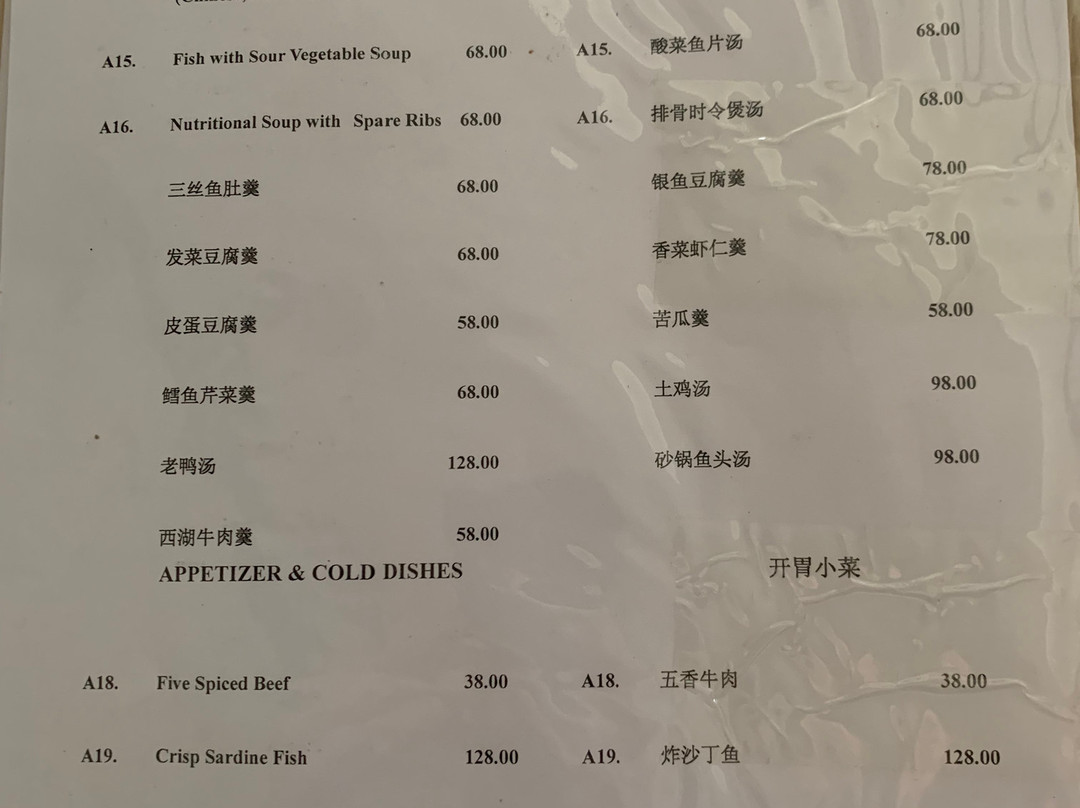 A15. Fish with Sour Vegetable Soup 68.00 A15. 酸菜鱼片汤 68.00
A16. Nutritional Soup with Spare Ribs 68.00 A16. 排骨时令煲汤 68.00
三丝鱼肚羹 68.00 银鱼豆腐羹 78.00
发菜豆腐羹 68.00 香菜虾仁羹 78.00
皮蛋豆腐羹 58.00 苦瓜羹 58.00
鳕鱼芹菜羹 68.00 土鸡汤 98.00
老鸭汤 128.00 砂锅鱼头汤 98.00
西湖牛肉羹 58.00
APPETIZER & COLD DISHES 开胃小菜
A18. Five Spiced Beef 38.00 A18. 五香牛肉 38.00
A19. Crisp Sardine Fish 128.00 A19. 炸沙丁鱼 128.00